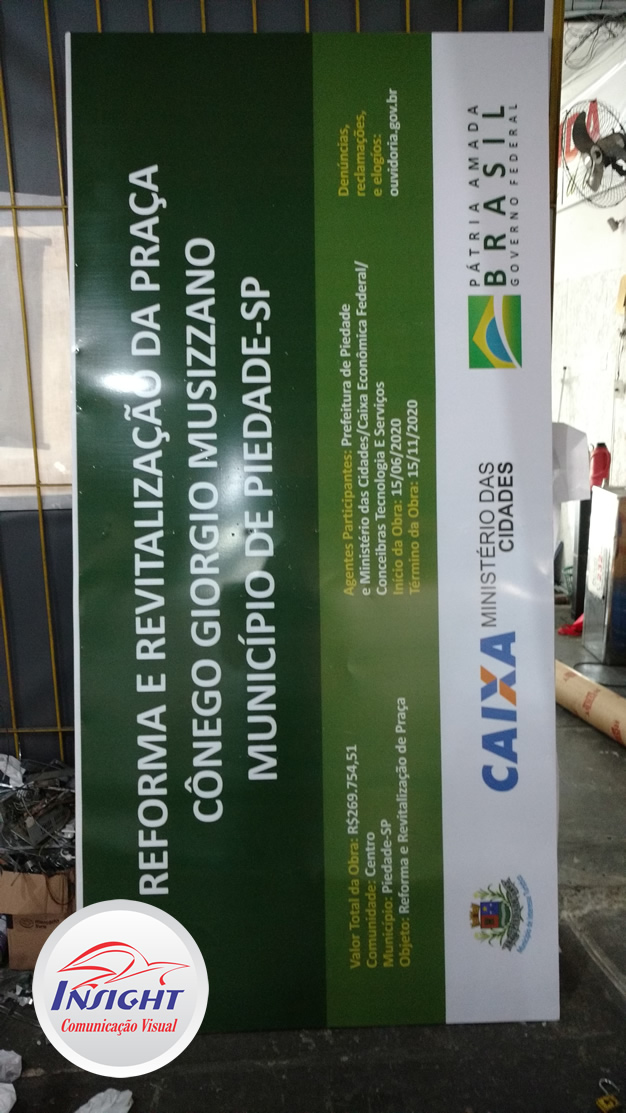 REFORMA E REVITALIZAÇÃO DA PRAÇA
CÔNEGO GIORGIO MUSIZZANO
MUNICÍPIO DE PIEDADE-SP
Valor Total da Obra: R$269.754,51
Comunidade: Centro
Município: Piedade-SP
Objeto: Reforma e Revitalização de Praça
Agentes Participantes: Prefeitura de Piedade
e Ministério das Cidades/Caixa Econômica Federal/
Conceibras Tecnologia E Serviços
Início da Obra: 15/06/2020
Término da Obra: 15/11/2020
Denúncias,
reclamações,
e elogios:
ouvidoria.gov.br
CAIXA
MINISTÉRIO DAS
CIDADES
PÁTRIA AMADA
BRASIL
GOVERNO FEDERAL
INSIGHT
Comunicação Visual